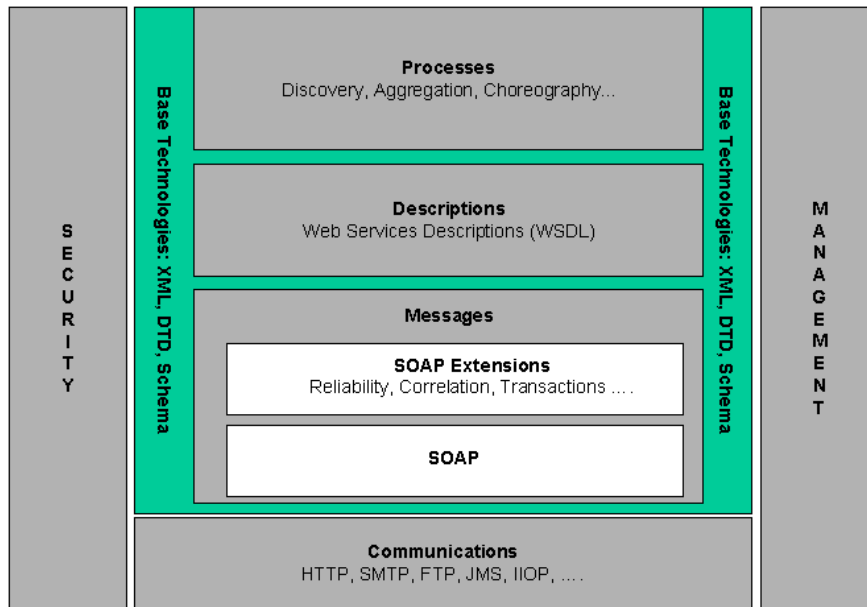 SECURITY
Base Technologies: XML, DTD, Schema
Processes
Discovery, Aggregation, Choreography...
Descriptions
Web Services Descriptions (WSDL)
Messages
SOAP Extensions
Reliability, Correlation, Transactions ....
SOAP
Base Technologies: XML, DTD, Schema
MANAGEMENT
Communications
HTTP, SMTP, FTP, JMS, IIOP, ....